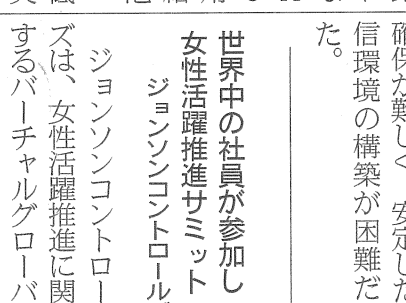 確保が難しく、安定した
信環境の構築が困難だ
た。
世界中の社員が参加し
女性活躍推進サミット
ジョンソンコントロール
ジョンソンコントロー
ズは、女性活躍推進に関
するバーチャルグローバ